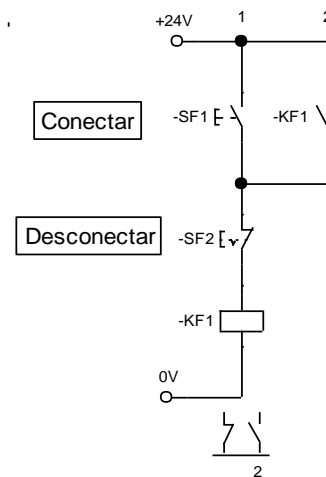 1 2
+24V
Conectar -SF1 -KF1
Desconectar -SF2
-KF1
0V
2